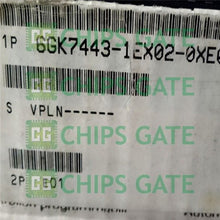 1P 6GK7443-1EX02-0XE0
CHIPS GATE
S VPLN------
CHIPS GATE
CHIPS GATE
2P E01